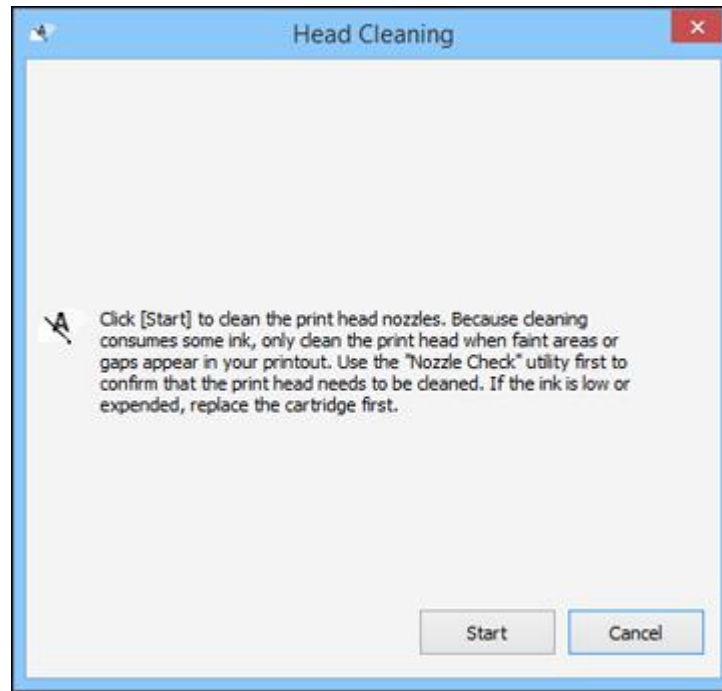 Head Cleaning
Click [Start] to clean the print head nozzles. Because cleaning
consumes some ink, only clean the print head when faint areas or
gaps appear in your printout. Use the "Nozzle Check" utility first to
confirm that the print head needs to be cleaned. If the ink is low or
expended, replace the cartridge first.
Start
Cancel